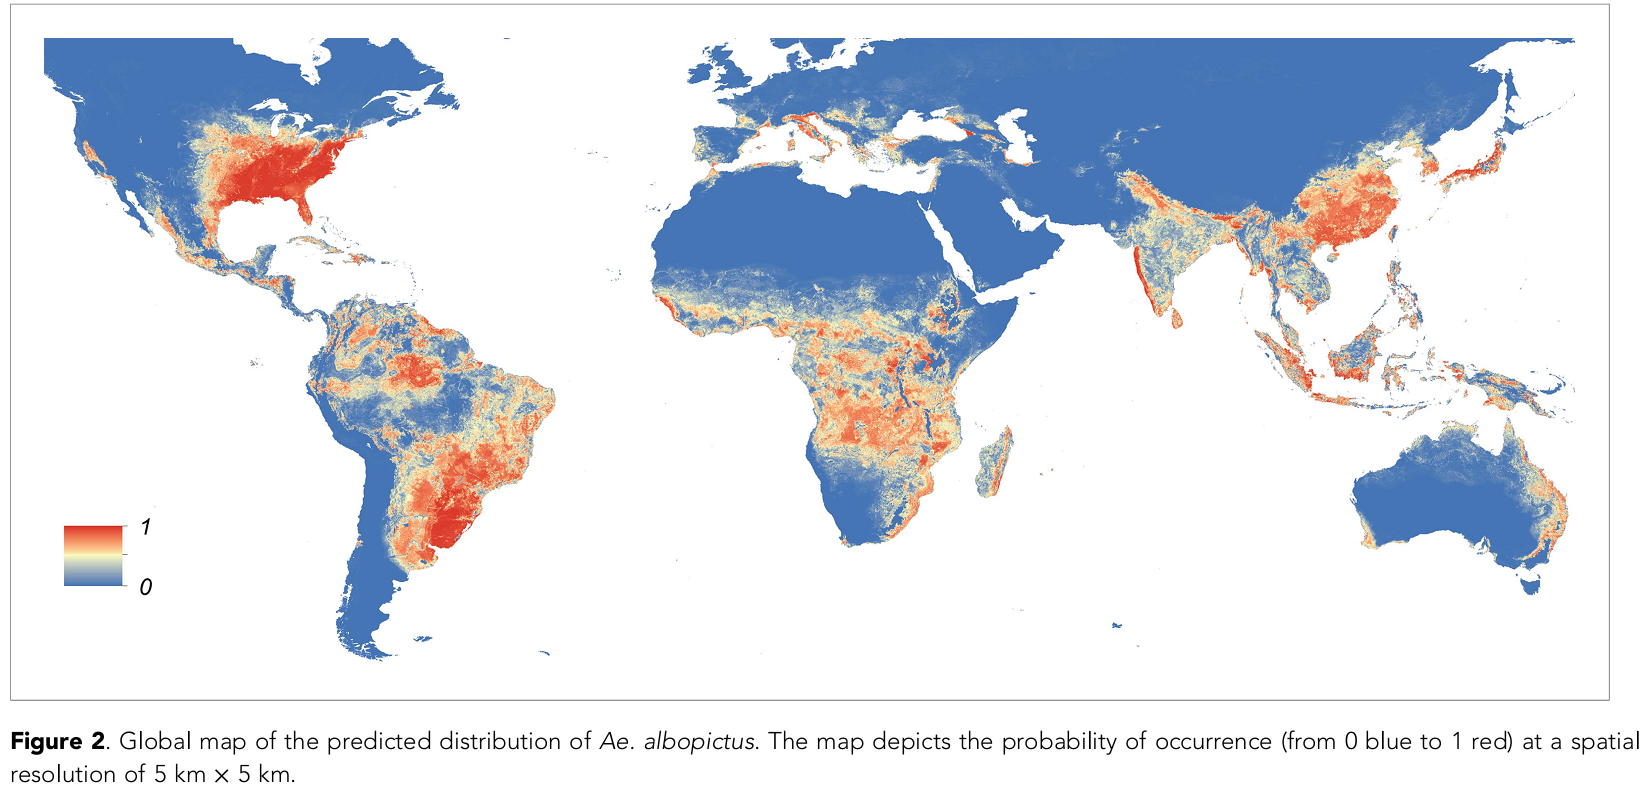 1
0
Figure 2. Global map of the predicted distribution of Ae. albopictus. The map depicts the probability of occurrence (from 0 blue to 1 red) at a spatial
resolution of 5 km × 5 km.